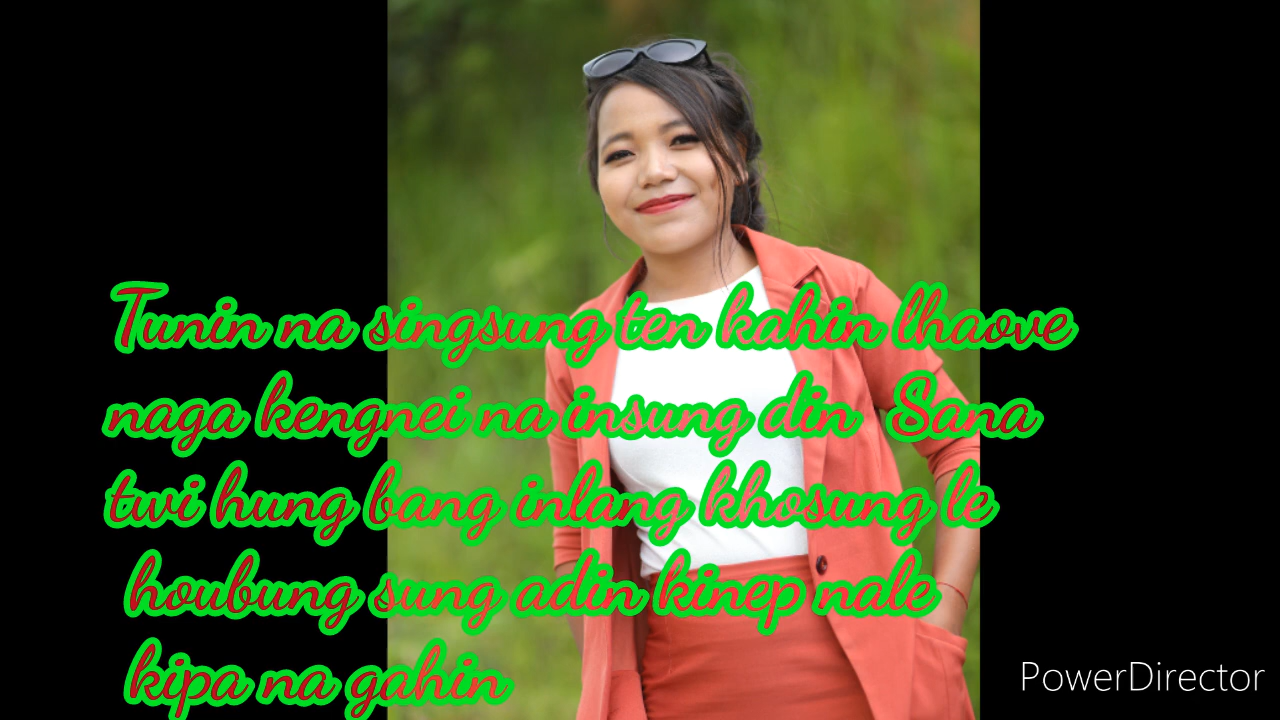 Tunin na singsung ten kahin lhaove
naga kengnei na insung din Sana
twi hung bang inlang khosung le
houbung sung adin kinep nale
kipa na gahin
PowerDirector